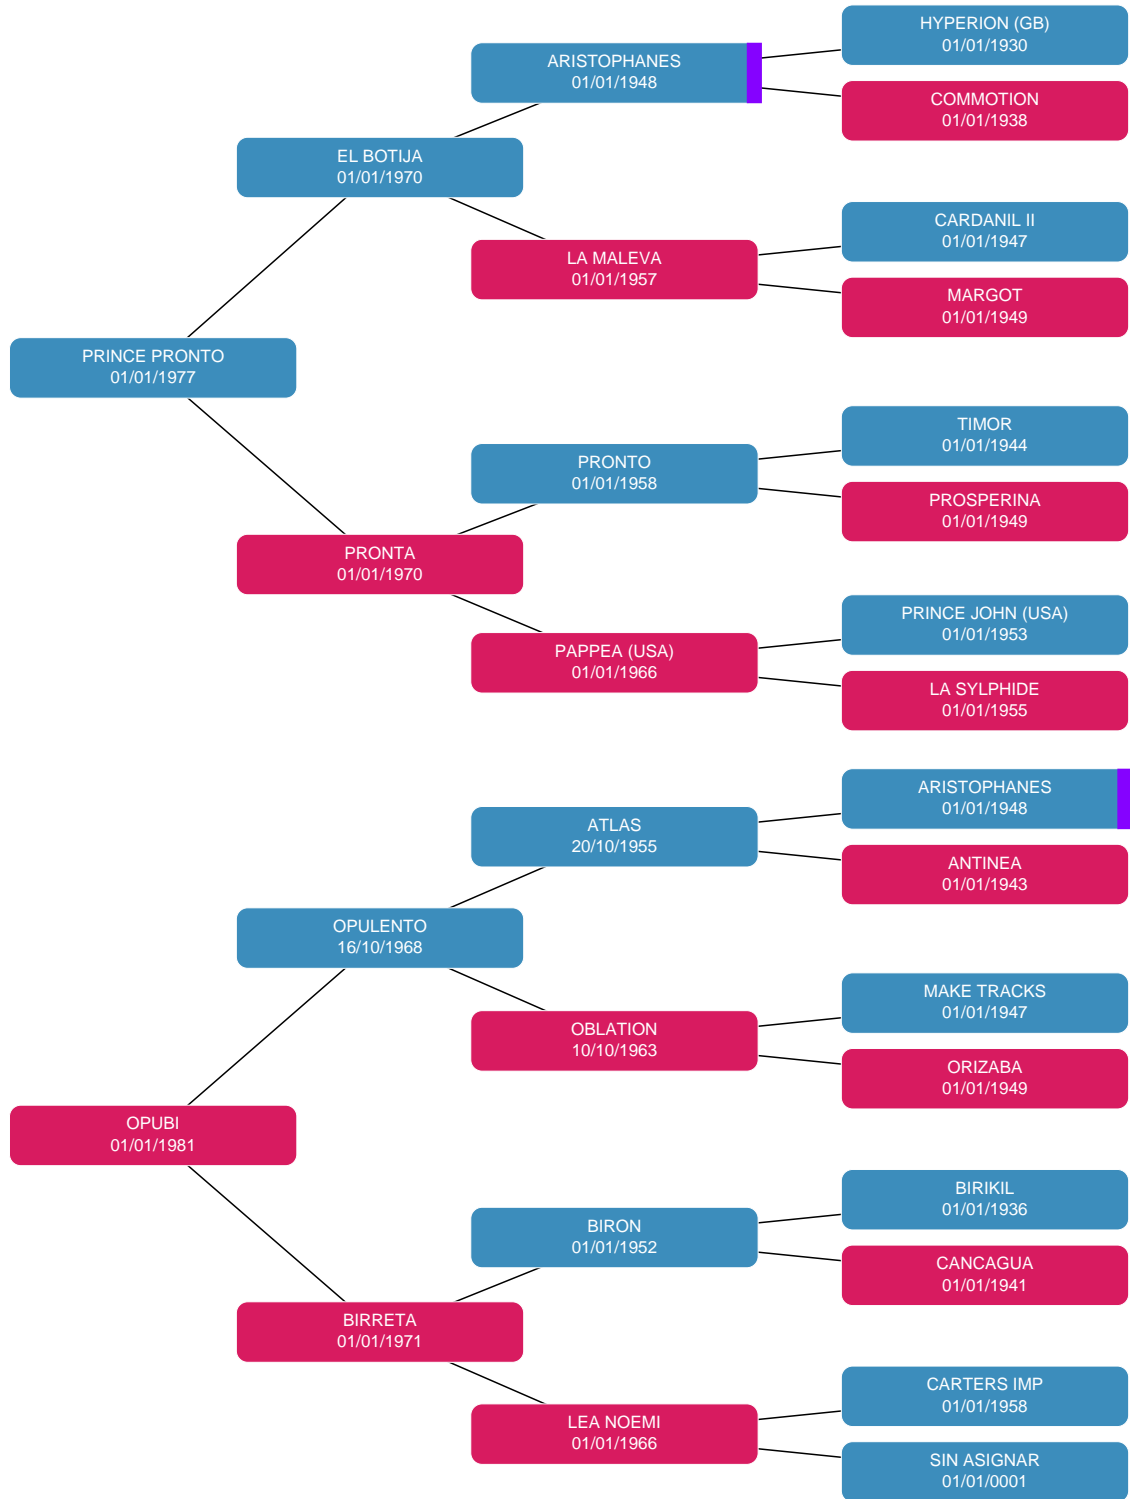 HYPERION (GB)
01/01/1930
ARISTOPHANES
01/01/1948
COMMOTION
01/01/1938
EL BOTIJA
01/01/1970
CARDANIL II
01/01/1947
LA MALEVA
01/01/1957
MARGOT
01/01/1949
PRINCE PRONTO
01/01/1977
TIMOR
01/01/1944
PRONTO
01/01/1958
PROSPERINA
01/01/1949
PRONTA
01/01/1970
PRINCE JOHN (USA)
01/01/1953
PAPPEA (USA)
01/01/1966
LA SYLPHIDE
01/01/1955
ARISTOPHANES
01/01/1948
ATLAS
20/10/1955
ANTINEA
01/01/1943
OPULENTO
16/10/1968
MAKE TRACKS
01/01/1947
OBLATION
10/10/1963
ORIZABA
01/01/1949
OPUBI
01/01/1981
BIRIKIL
01/01/1936
BIRON
01/01/1952
CANCAGUA
01/01/1941
BIRRETA
01/01/1971
CARTERS IMP
01/01/1958
LEA NOEMI
01/01/1966
SIN ASIGNAR
01/01/0001